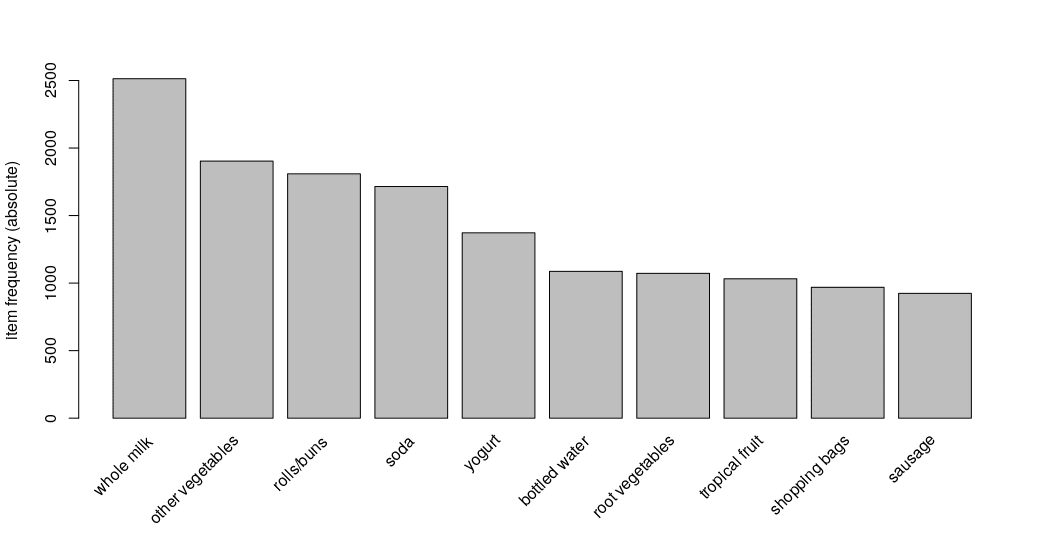 item frequency (absolute)
2500
2000
1500
1000
500
0
whole milk
other vegetables
rolls/buns
soda
yogurt
bottled water
root vegetables
tropical fruit
shopping bags
sausage